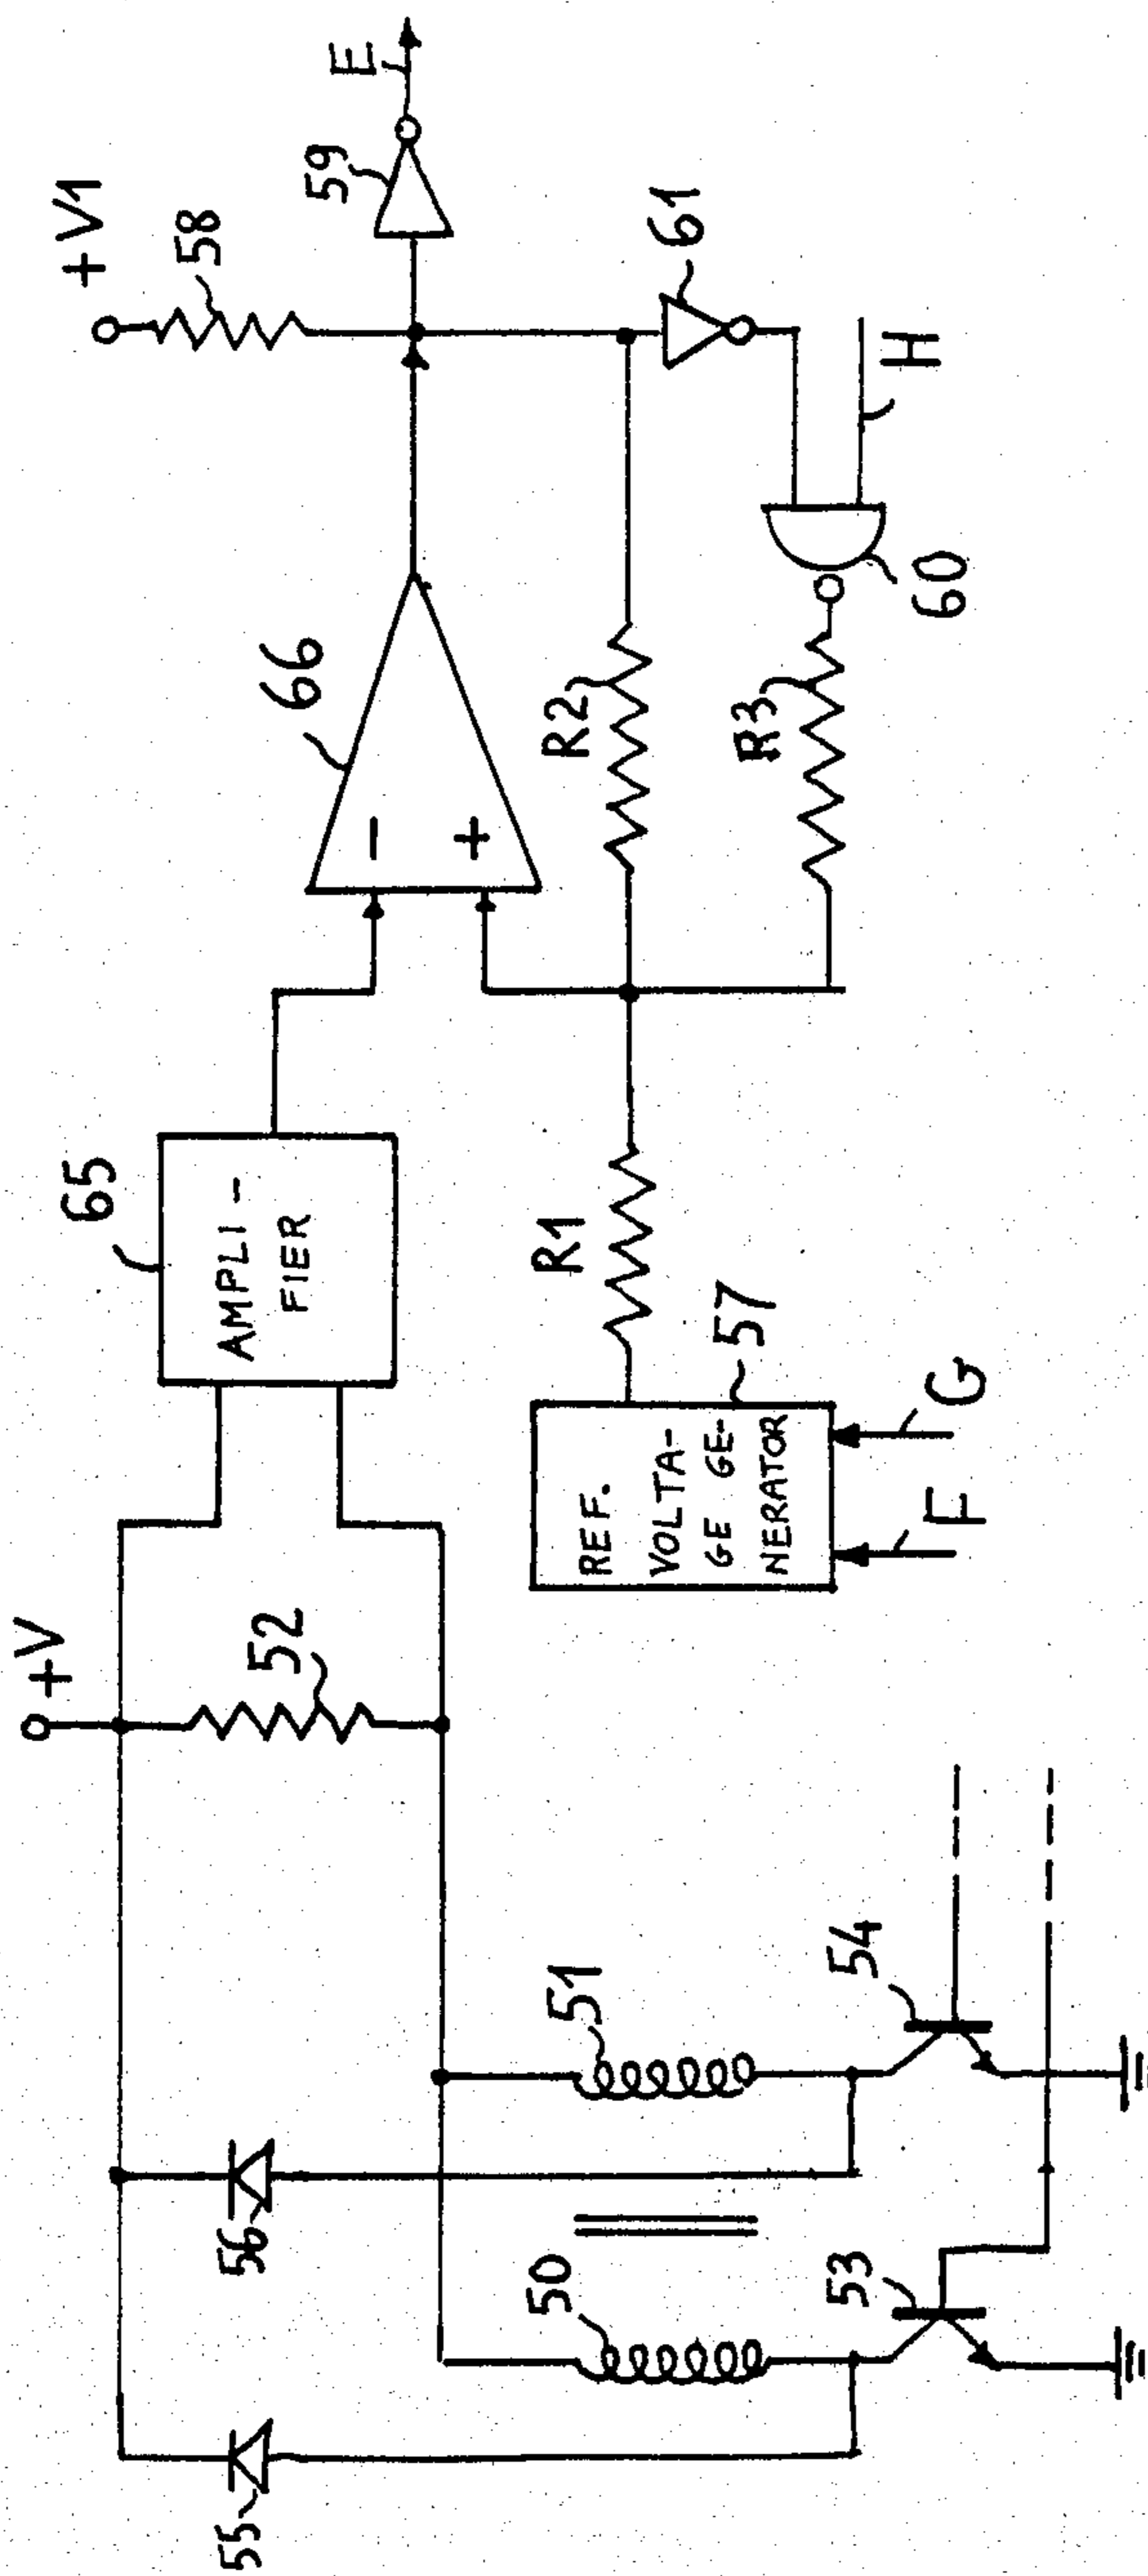 +V
+V1
65
AMPLI-
FIER
66
-
+
58
59
E
52
REF.
VOLTA-
GE GE-
NERATOR
57
R1
R2
R3
61
H
60
F
G
55
56
50
51
53
54